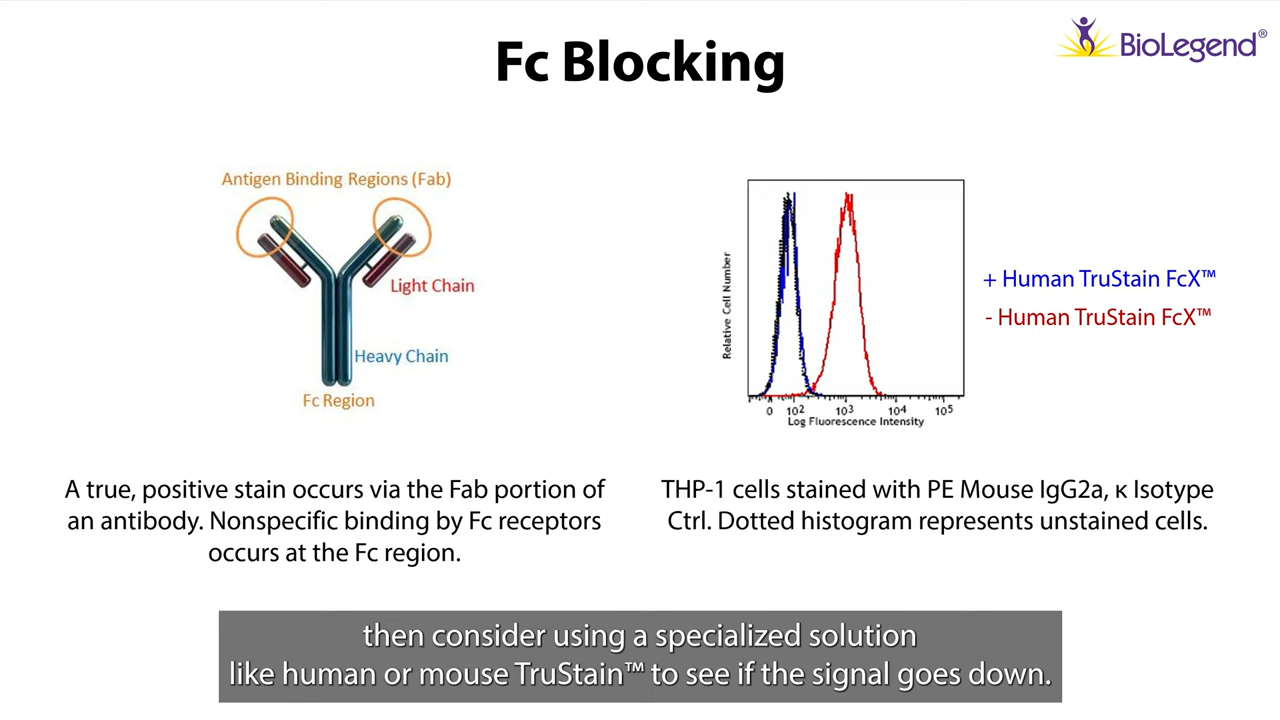 Fc Blocking
BioLegend®
Antigen Binding Regions (Fab)
Light Chain
Heavy Chain
Fc Region
Relative Cell Number
0 10² 10³ 10⁴ 10⁵
Log Fluorescence Intensity
+ Human TruStain FcX™
- Human TruStain FcX™
A true, positive stain occurs via the Fab portion of
an antibody. Nonspecific binding by Fc receptors
occurs at the Fc region.
THP-1 cells stained with PE Mouse IgG2a, κ Isotype
Ctrl. Dotted histogram represents unstained cells.
then consider using a specialized solution
like human or mouse TruStain™ to see if the signal goes down.